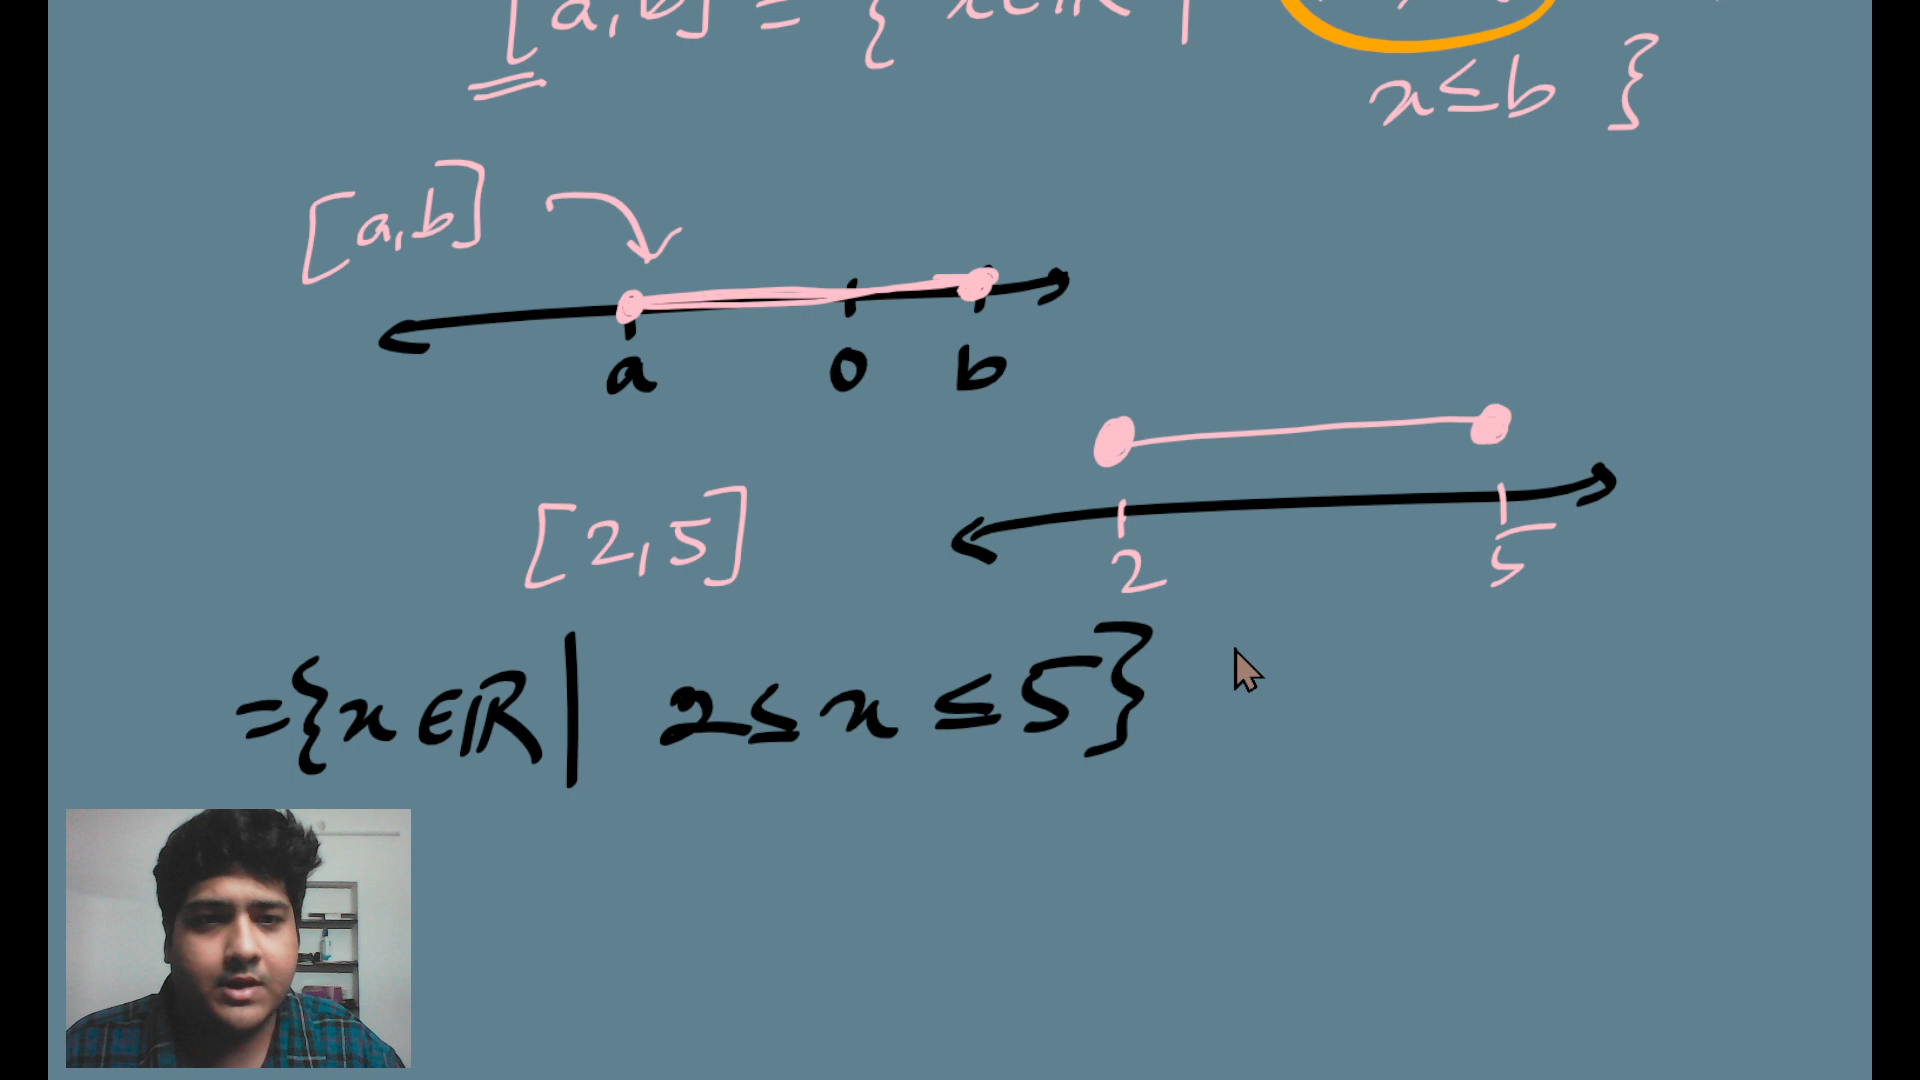 [a,b] = { x∈ℝ |
x≤b }
[a,b]
a 0 b
[2,5]
2 5
={x∈ℝ| 2≤x≤5}